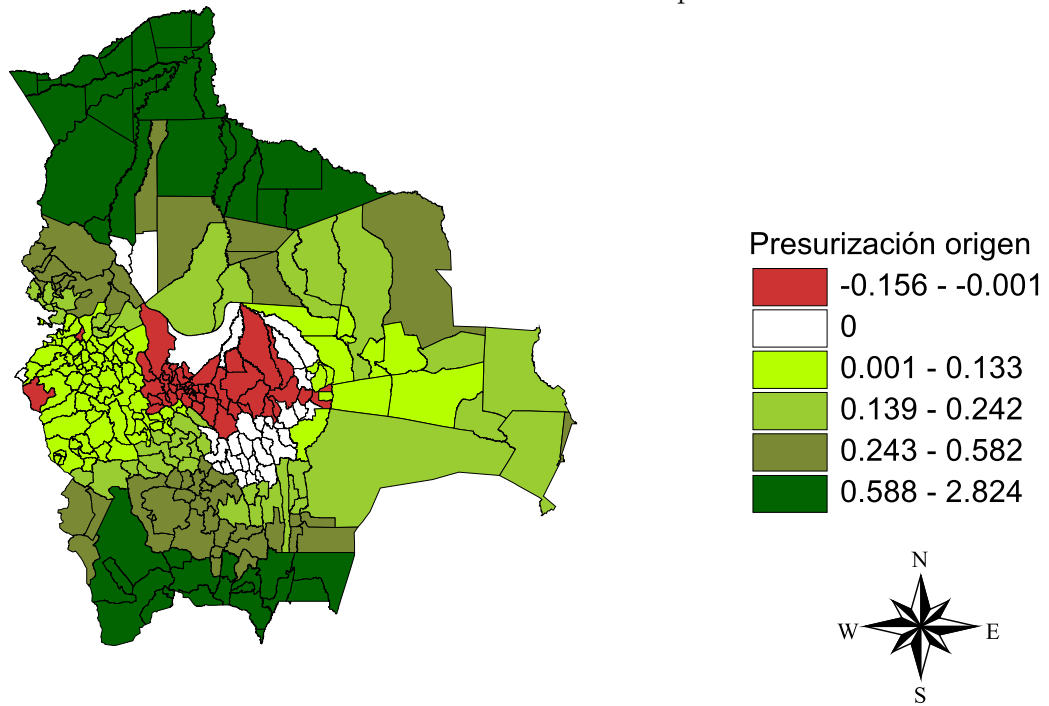 Presurización origen
-0.156 - -0.001
0
0.001 - 0.133
0.139 - 0.242
0.243 - 0.582
0.588 - 2.824
N
W E
S